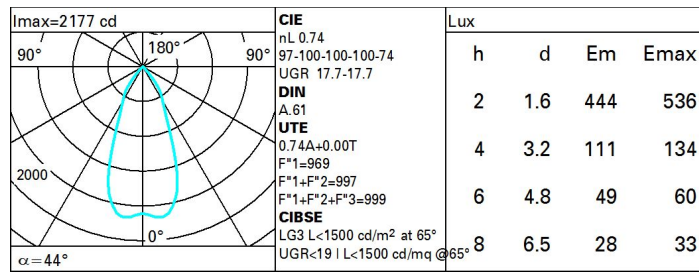 Imax=2177 cd
90°
180°
90°
2000
0°
α=44°
CIE
nL 0.74
97-100-100-100-74
UGR 17.7-17.7
DIN
A.61
UTE
0.74A+0.00T
F"1=969
F"1+F"2=997
F"1+F"2+F"3=999
CIBSE
LG3 L<1500 cd/m² at 65°
UGR<19 | L<1500 cd/mq @65°
Lux
h d Em Emax
2 1.6 444 536
4 3.2 111 134
6 4.8 49 60
8 6.5 28 33